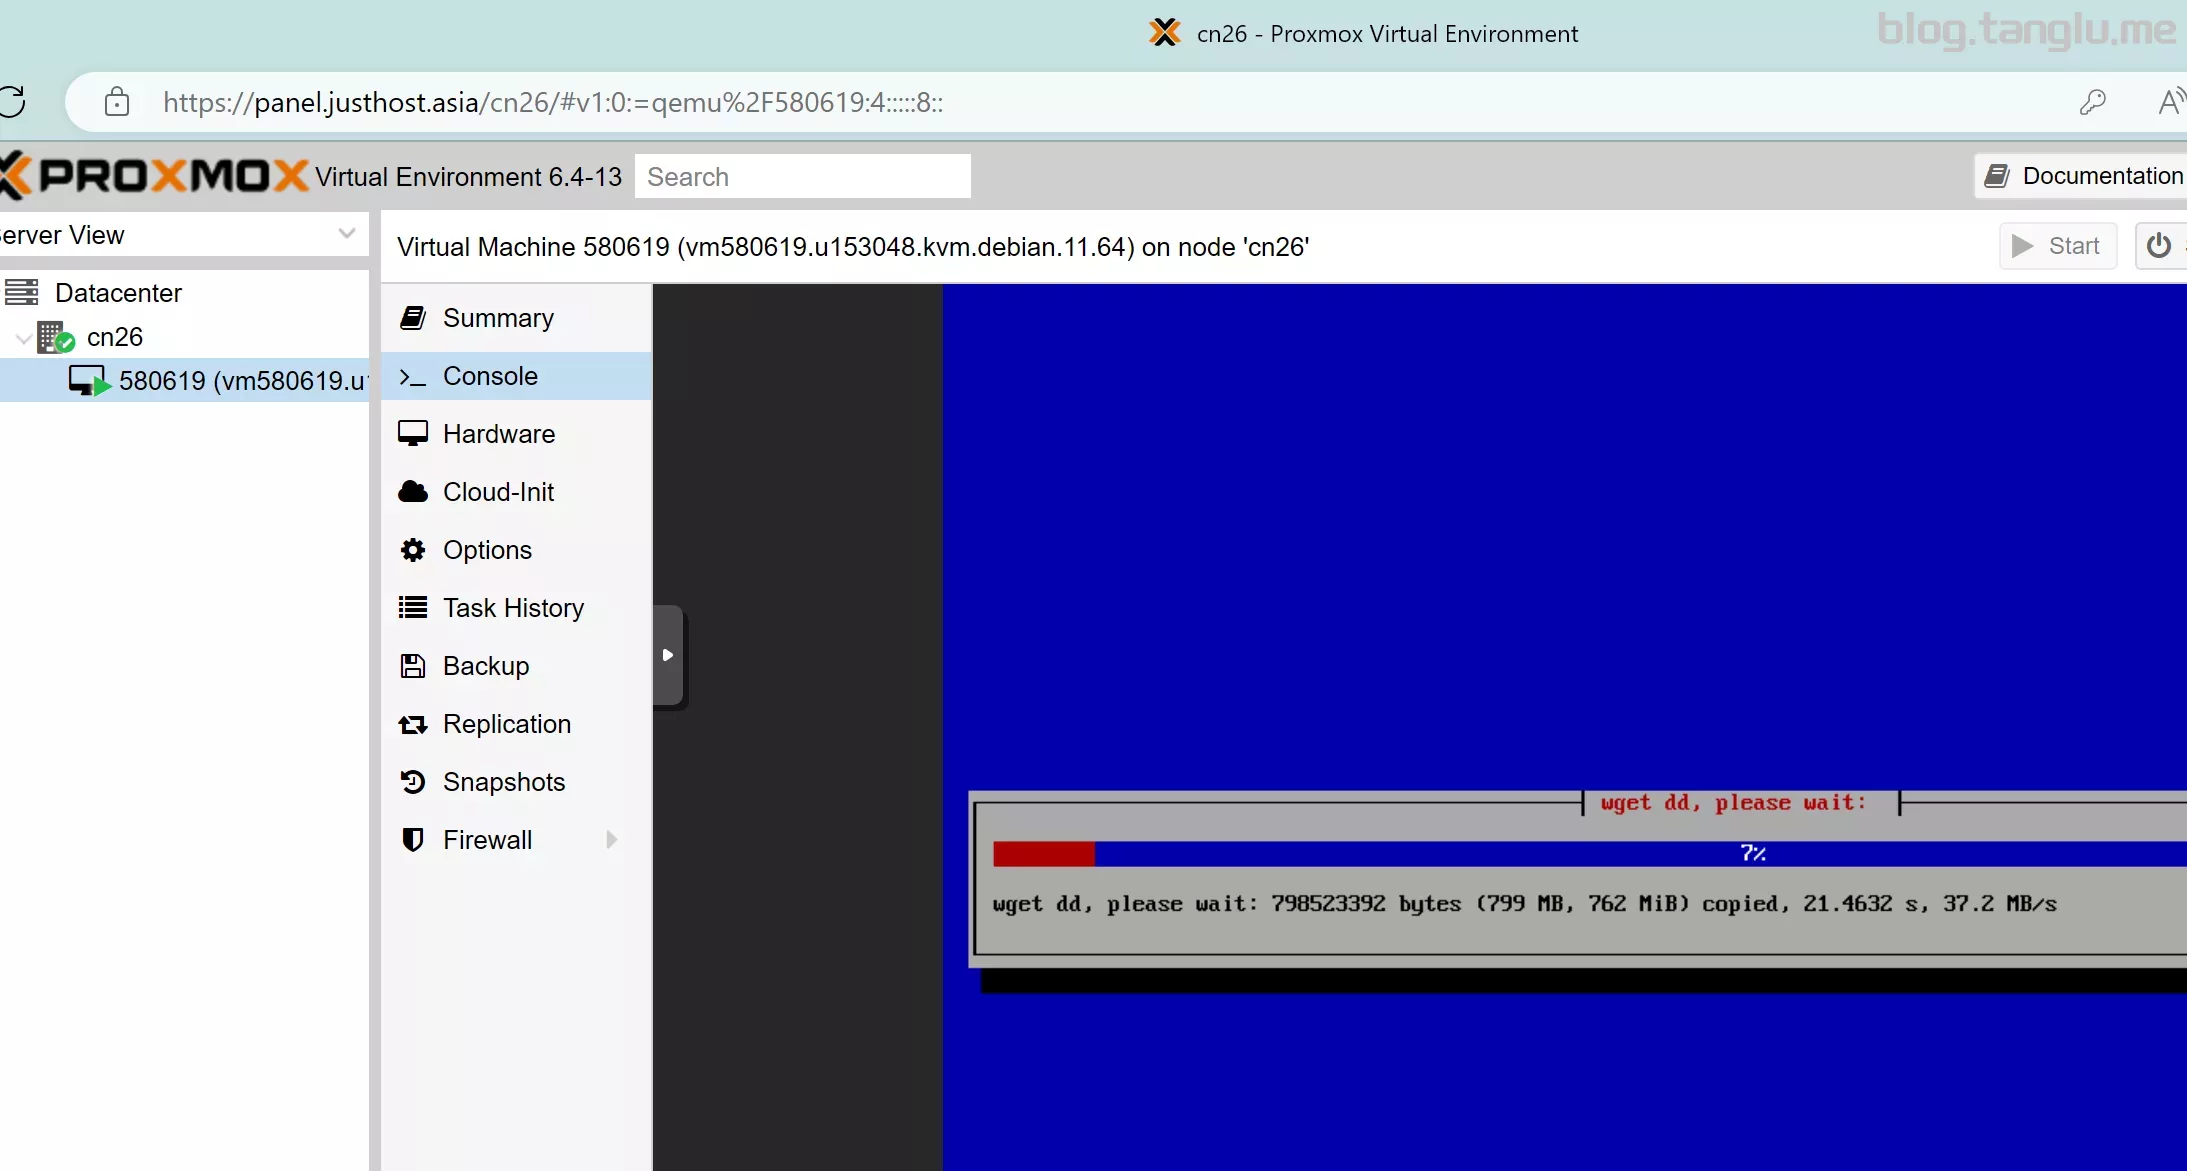 cn26 - Proxmox Virtual Environment
blog.tanglu.me
https://panel.justhost.asia/cn26/#v1:0:=qemu%2F580619:4:::::8::
A
PROXMOX Virtual Environment 6.4-13
Search
Documentation
erver View
Virtual Machine 580619 (vm580619.u153048.kvm.debian.11.64) on node 'cn26'
Start
Datacenter
cn26
580619 (vm580619.u1
Summary
Console
Hardware
Cloud-Init
Options
Task History
Backup
Replication
Snapshots
Firewall
wget dd, please wait:
7%
wget dd, please wait: 798523392 bytes (799 MB, 762 MiB) copied, 21.4632 s, 37.2 MB/s